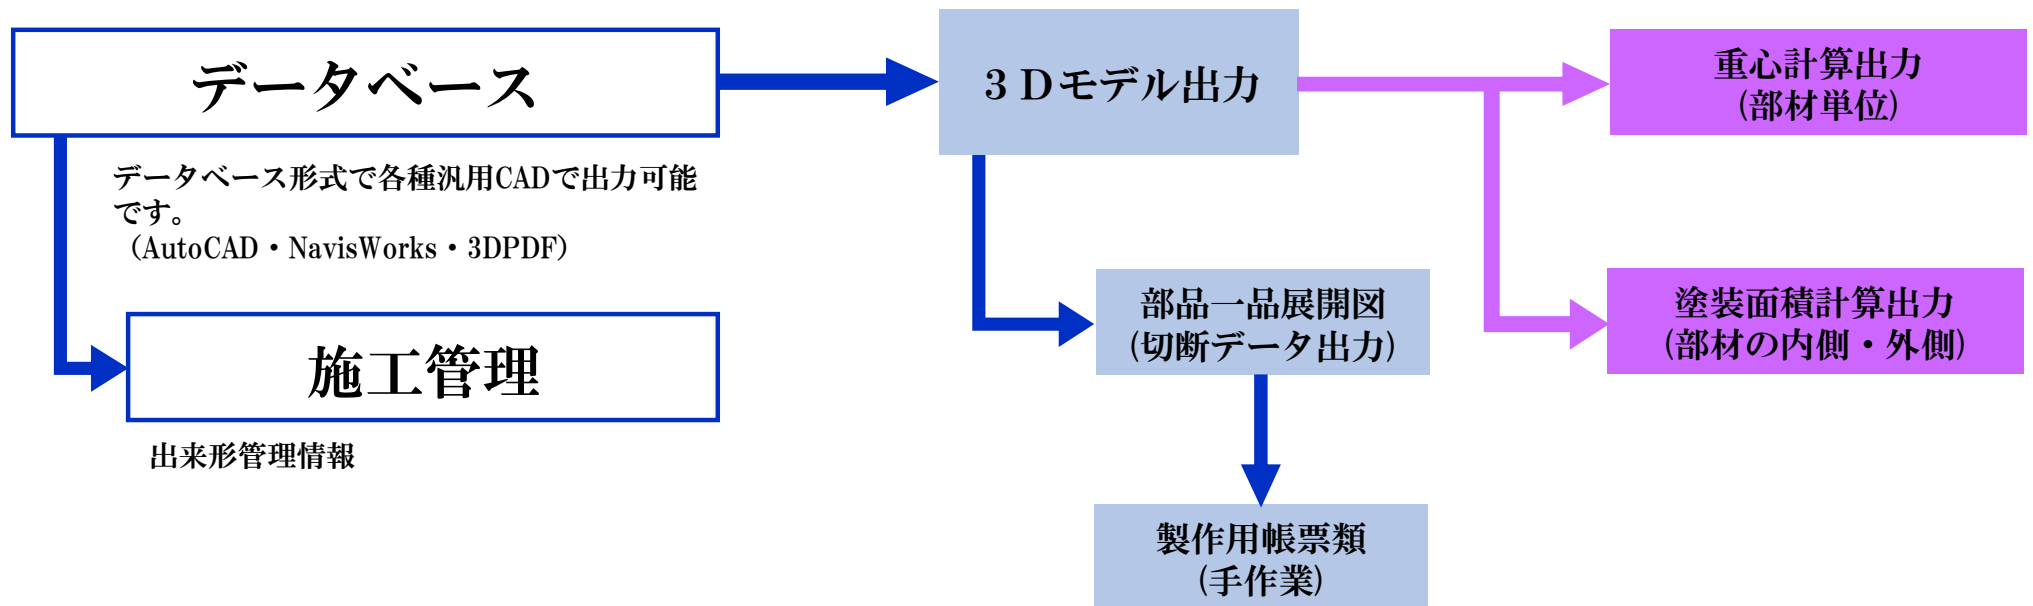 データベース
データベース形式で各種汎用CADで出力可能
です。
（AutoCAD・NavisWorks・3DPDF）
施工管理
出来形管理情報
３Ｄモデル出力
部品一品展開図
(切断データ出力)
製作用帳票類
(手作業)
重心計算出力
(部材単位)
塗装面積計算出力
(部材の内側・外側)